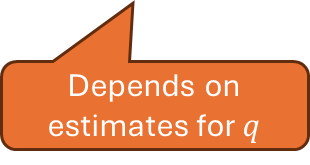 Depends on
estimates for q